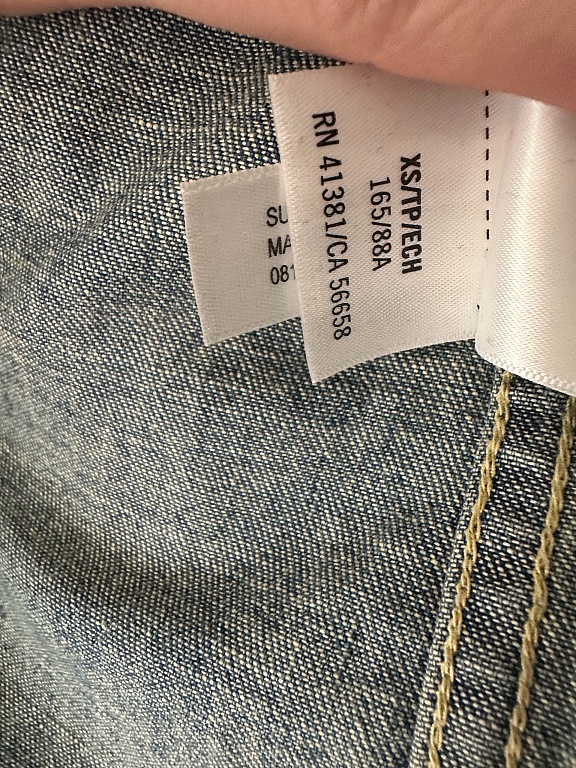 XS/TP/ECH
165/88A
RN 41381/CA 56658
SU
MA
081